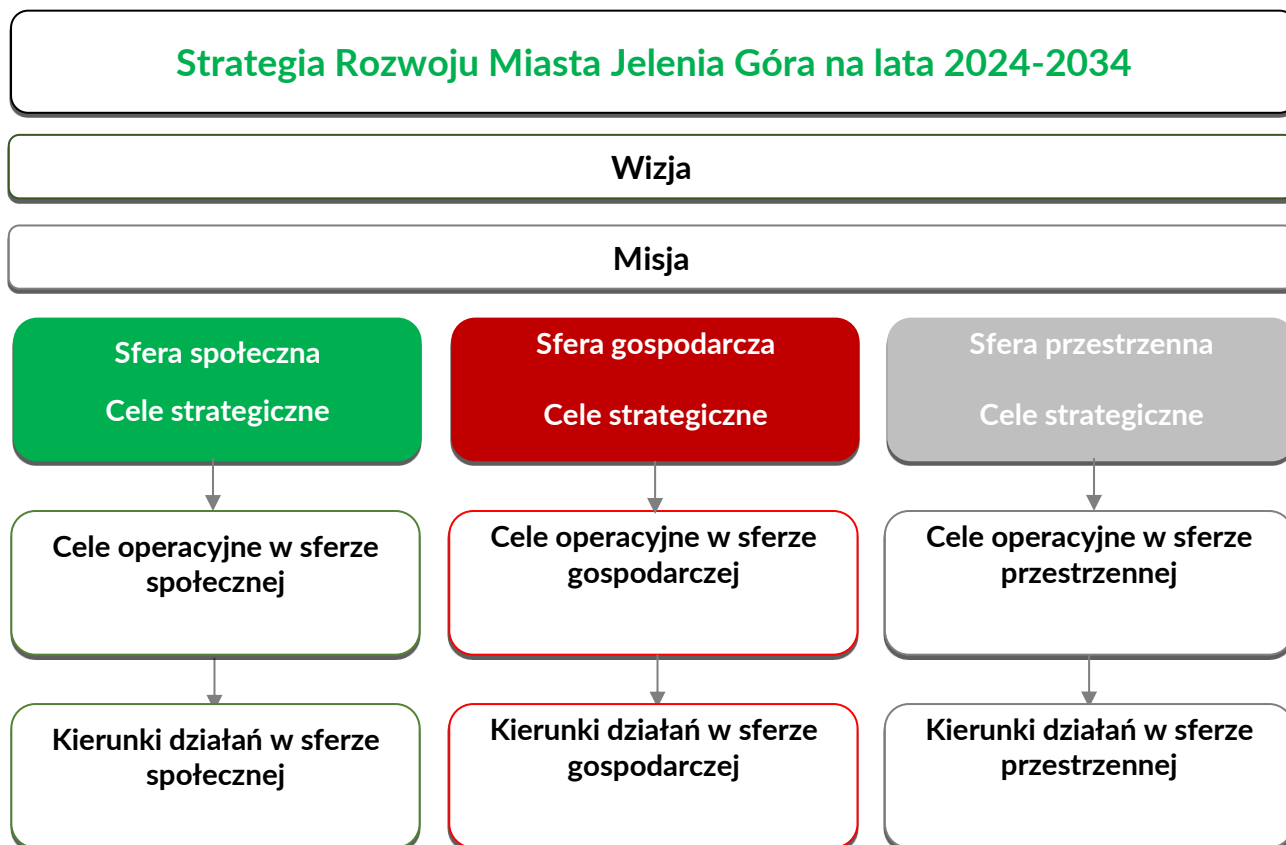 Strategia Rozwoju Miasta Jelenia Góra na lata 2024-2034
Wizja
Misja
Sfera społeczna
Cele strategiczne
Sfera gospodarcza
Cele strategiczne
Sfera przestrzenna
Cele strategiczne
Cele operacyjne w sferze
społecznej
Cele operacyjne w sferze
gospodarczej
Cele operacyjne w sferze
przestrzennej
Kierunki działań w sferze
społecznej
Kierunki działań w sferze
gospodarczej
Kierunki działań w sferze
przestrzennej